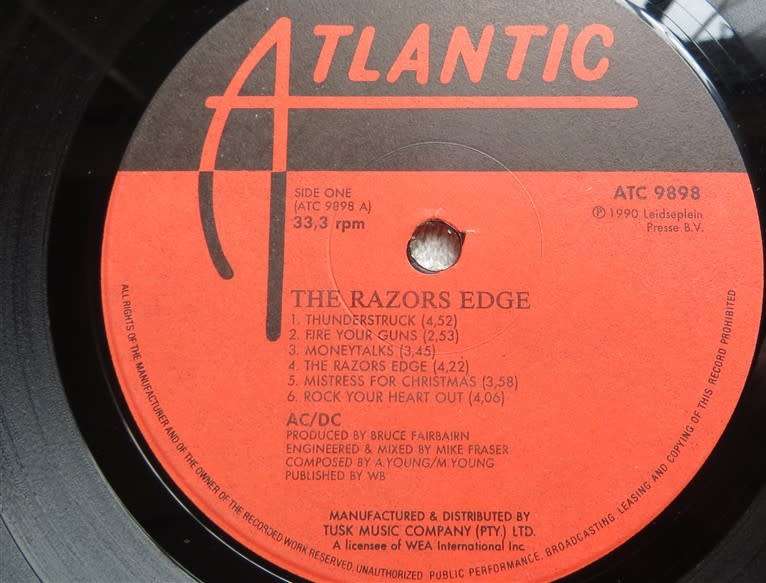 ATLANTIC
SIDE ONE
(ATC 9898 A)
33,3 rpm
ATC 9898
℗ 1990 Leidseplein
Presse B.V.
THE RAZORS EDGE
1. THUNDERSTRUCK (4,52)
2. FIRE YOUR GUNS (2,53)
3. MONEYTALKS (3,45)
4. THE RAZORS EDGE (4,22)
5. MISTRESS FOR CHRISTMAS (3,58)
6. ROCK YOUR HEART OUT (4,06)
AC/DC
PRODUCED BY BRUCE FAIRBAIRN
ENGINEERED & MIXED BY MIKE FRASER
COMPOSED BY A.YOUNG/M.YOUNG
PUBLISHED BY WB
MANUFACTURED & DISTRIBUTED BY
TUSK MUSIC COMPANY (PTY.) LTD.
A licensee of WEA International Inc
ALL RIGHTS OF THE MANUFACTURER AND OF THE OWNER OF THE RECORDED WORK RESERVED. UNAUTHORIZED PUBLIC PERFORMANCE, BROADCASTING, LEASING AND COPYING OF THIS RECORD PROHIBITED